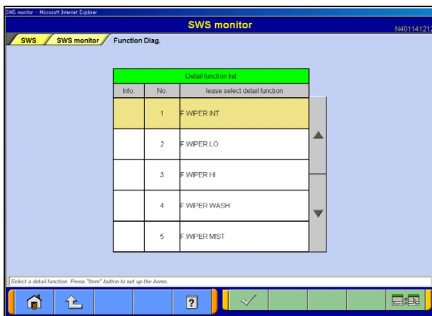 SWS monitor - Microsoft Internet Explorer
SWS monitor
N401141212
SWS SWS monitor Function Diag.
Detail function list
Info. No. lease select detail function
1 F.WIPER INT
2 F.WIPER LO
3 F.WIPER HI
4 F.WIPER WASH
5 F.WIPER MIST
Select a detail function. Press "Item" button to set up the items.
?